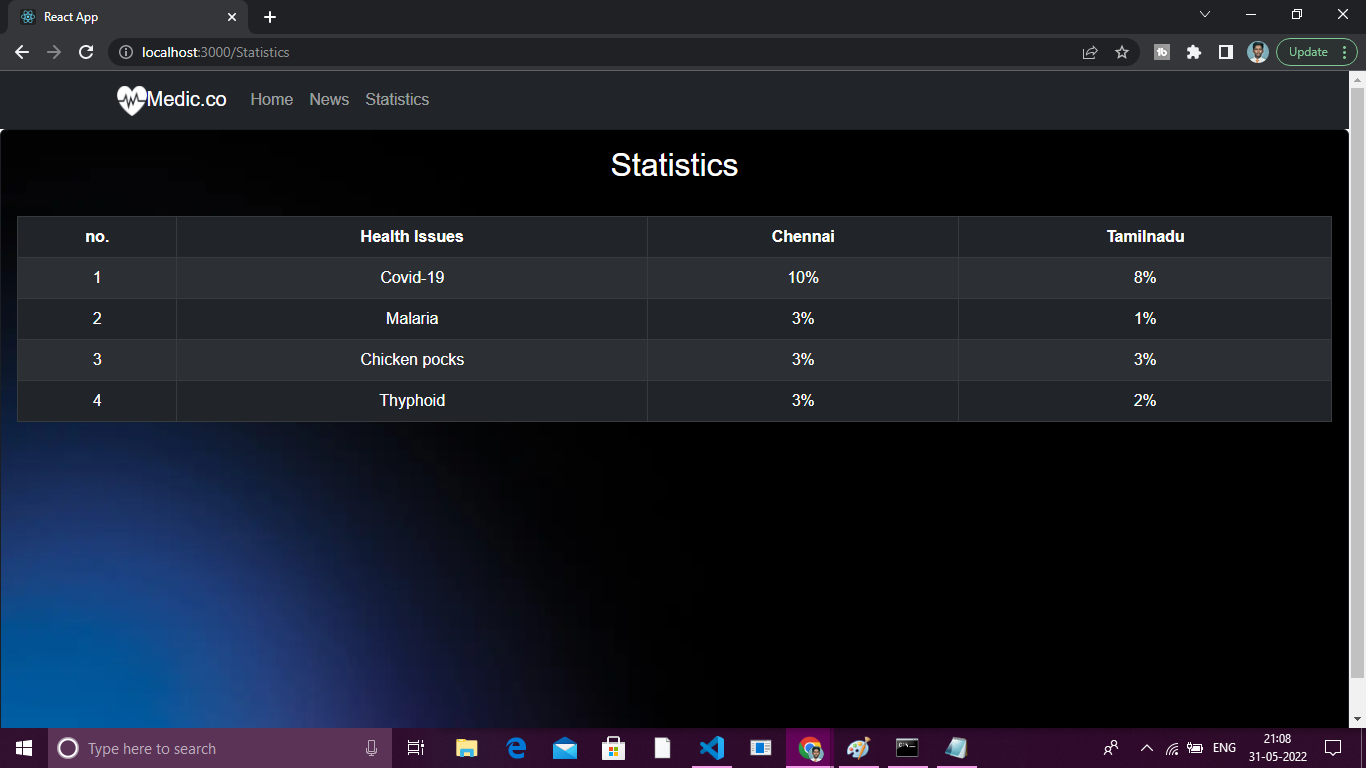 React App
localhost:3000/Statistics
Update
Medic.co Home News Statistics
Statistics
no. Health Issues Chennai Tamilnadu
1 Covid-19 10% 8%
2 Malaria 3% 1%
3 Chicken pocks 3% 3%
4 Thyphoid 3% 2%
Type here to search
ENG
21:08
31-05-2022